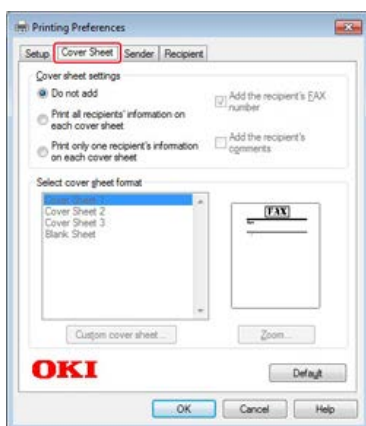 Printing Preferences
Setup Cover Sheet Sender Recipient
Cover sheet settings
Do not add
Print all recipients' information on
each cover sheet
Print only one recipient's information
on each cover sheet
Add the recipient's FAX
number
Add the recipient's
comments
Select cover sheet format
Cover Sheet 1
Cover Sheet 2
Cover Sheet 3
Blank Sheet
FAX
Custom cover sheet...
Zoom...
OKI
Default
OK Cancel Help